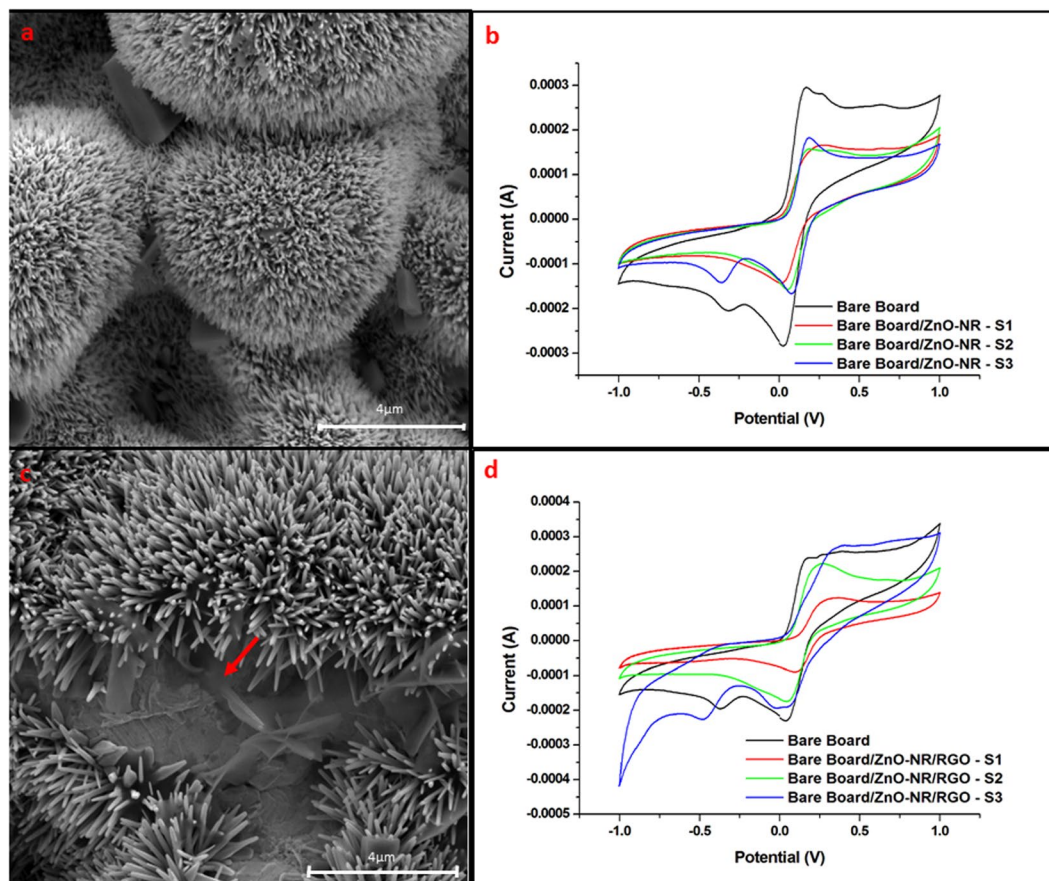 a
4µm
b
0.0003
0.0002
0.0001
0.0000
-0.0001
-0.0002
-0.0003
Current (A)
Bare Board
Bare Board/ZnO-NR - S1
Bare Board/ZnO-NR - S2
Bare Board/ZnO-NR - S3
-1.0 -0.5 0.0 0.5 1.0
Potential (V)
c
4µm
d
0.0004
0.0003
0.0002
0.0001
0.0000
-0.0001
-0.0002
-0.0003
-0.0004
-0.0005
Current (A)
Bare Board
Bare Board/ZnO-NR/RGO - S1
Bare Board/ZnO-NR/RGO - S2
Bare Board/ZnO-NR/RGO - S3
-1.0 -0.5 0.0 0.5 1.0
Potential (V)